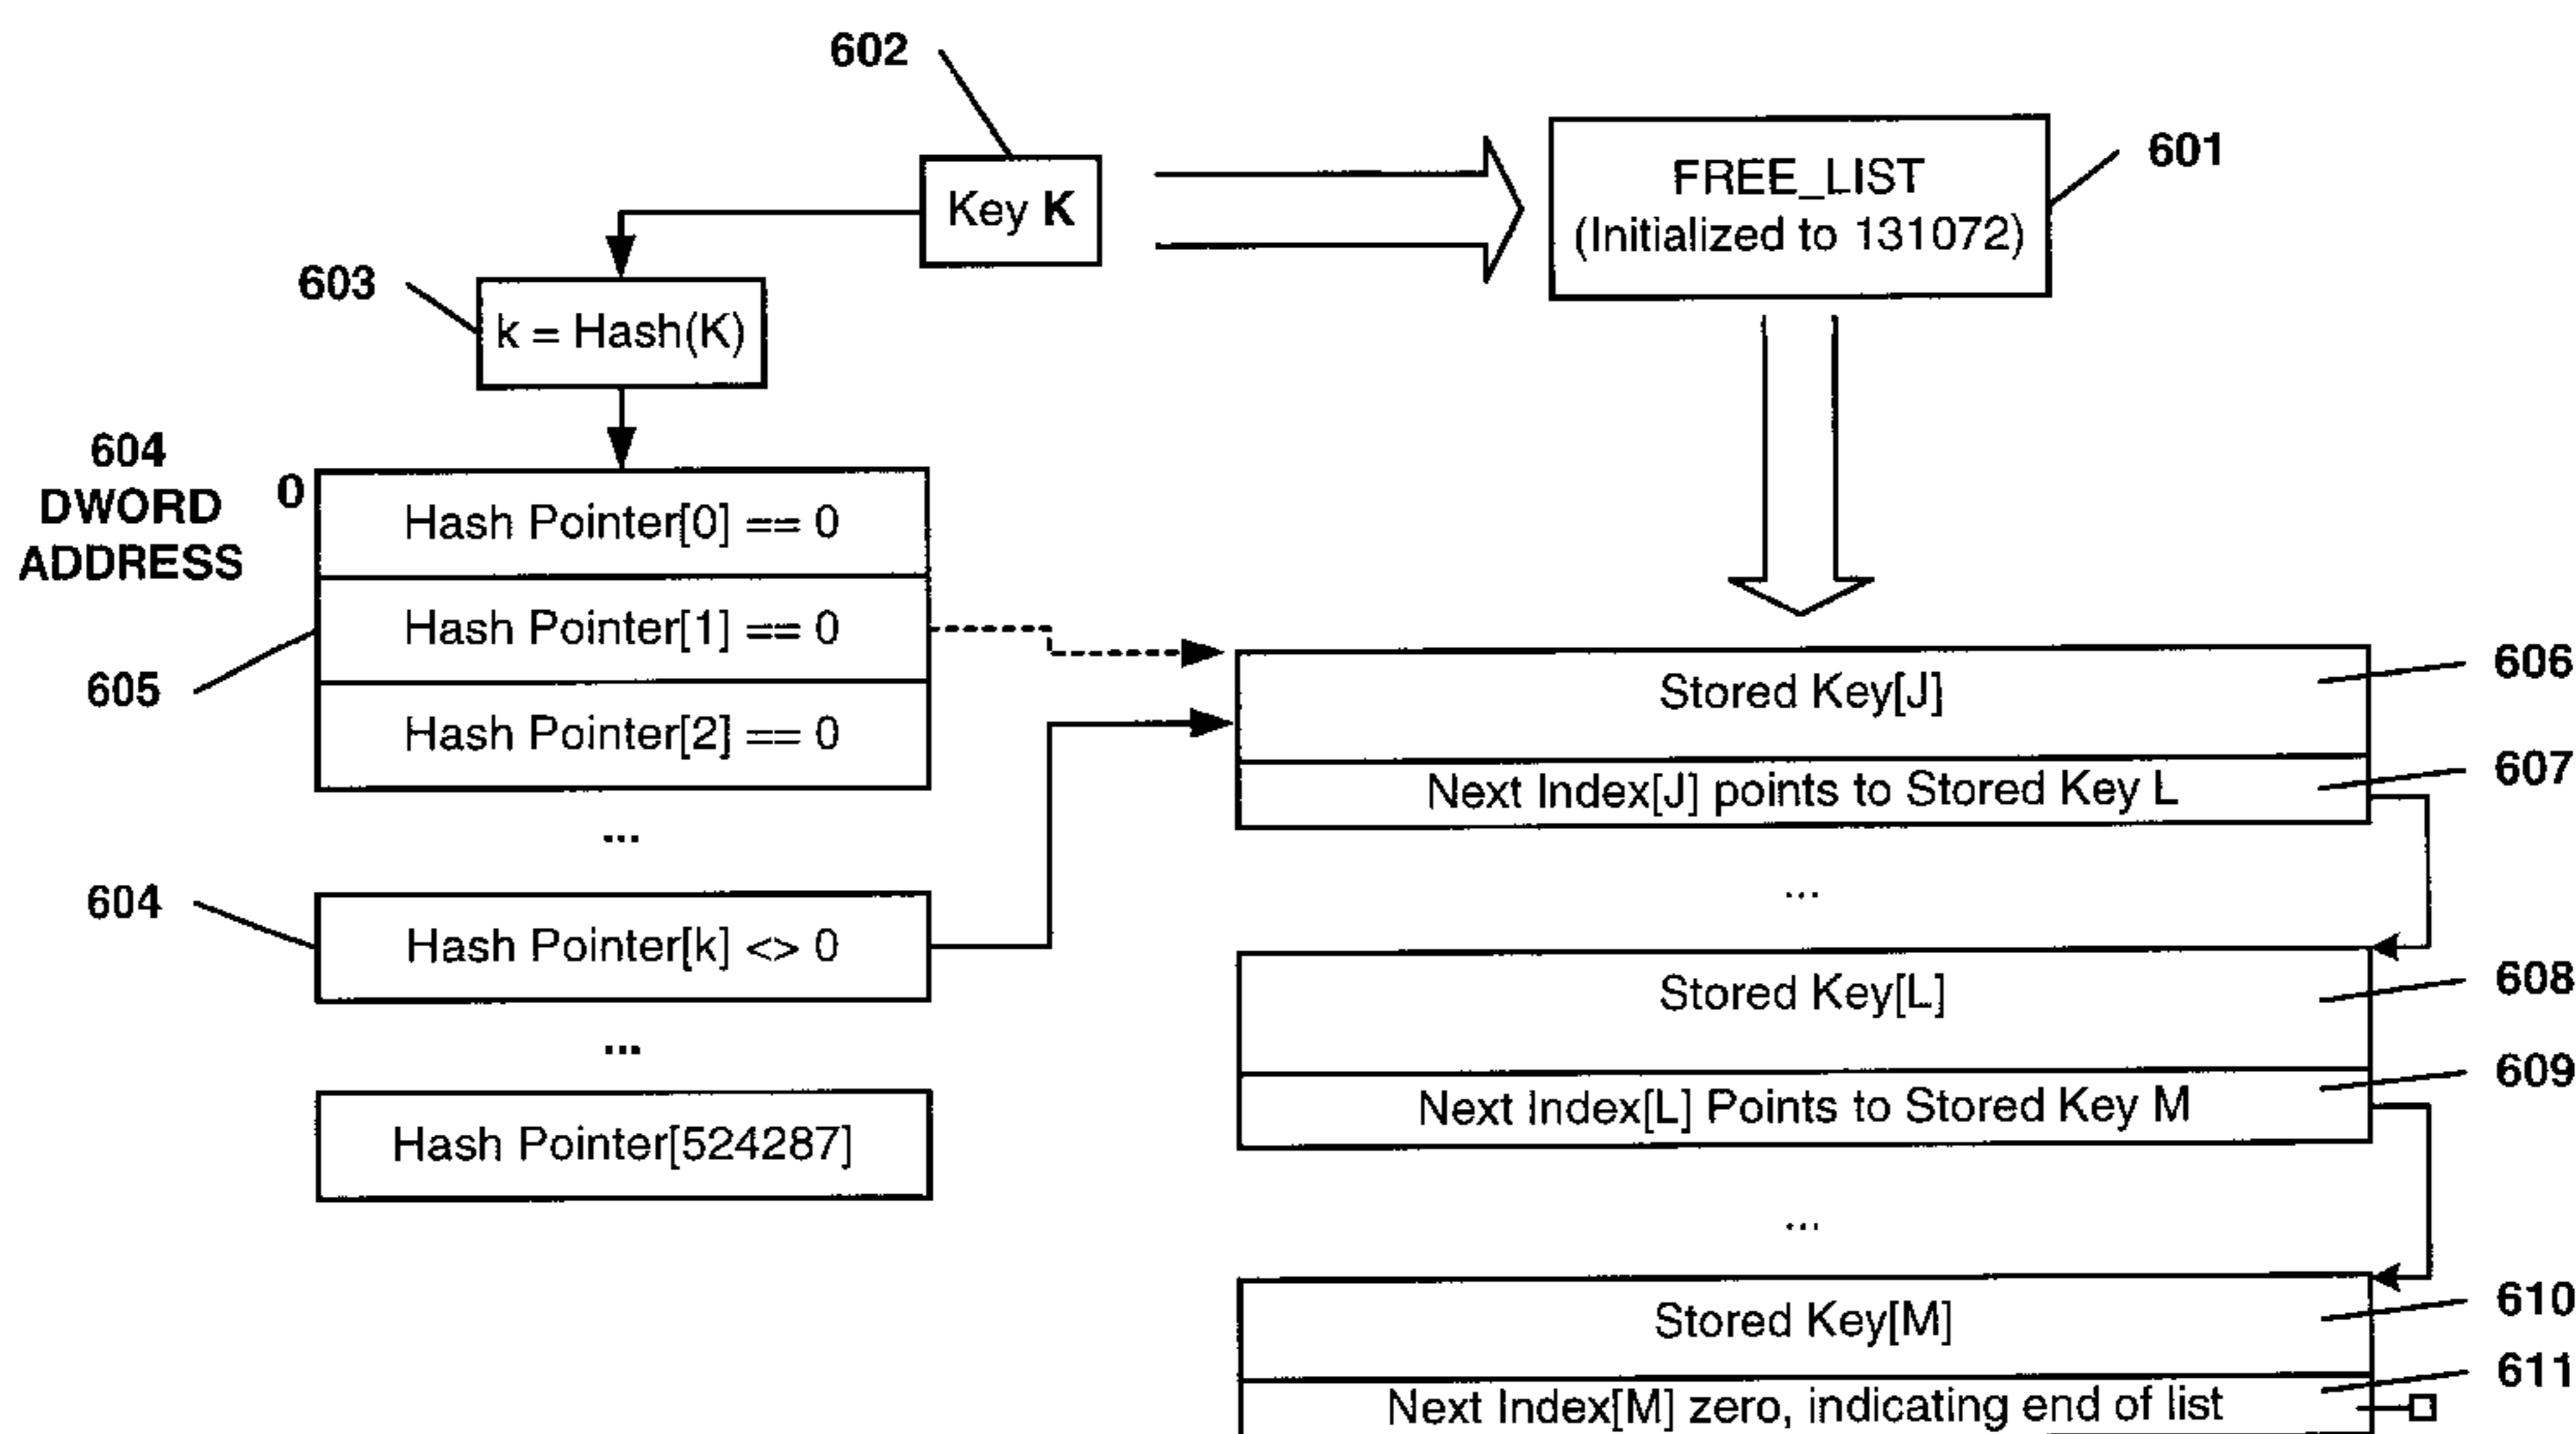 602
601
Key K
FREE_LIST
(Initialized to 131072)
603
k = Hash(K)
604
DWORD
ADDRESS
0
Hash Pointer[0] == 0
Hash Pointer[1] == 0
605
Hash Pointer[2] == 0
...
604
Hash Pointer[k] <> 0
...
Hash Pointer[524287]
Stored Key[J]
606
Next Index[J] points to Stored Key L
607
...
Stored Key[L]
608
Next Index[L] Points to Stored Key M
609
...
Stored Key[M]
610
Next Index[M] zero, indicating end of list
611